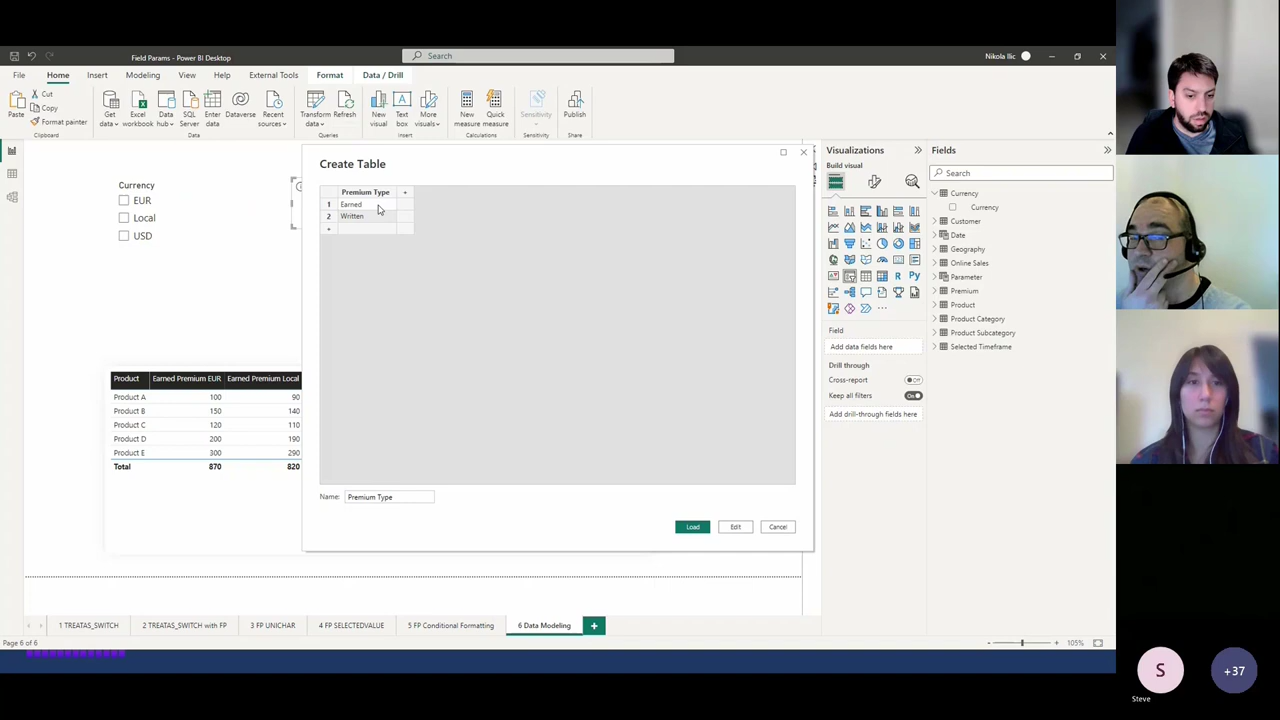 Field Params - Power BI Desktop
Search
Nikola Ilic
File Home Insert Modeling View Help External Tools Format Data / Drill
Paste
Cut
Copy
Format painter
Get data
Excel workbook
Data hub
SQL Server
Enter data
Dataverse
Recent sources
Transform data
Refresh
New visual
Text box
More visuals
New measure
Quick measure
Sensitivity
Publish
Clipboard
Data
Queries
Insert
Calculations
Sensitivity
Share
Currency
EUR
Local
USD
Product Earned Premium EUR Earned Premium Local
Product A 100 90
Product B 150 140
Product C 120 110
Product D 200 190
Product E 300 290
Total 870 820
Create Table
Premium Type +
1 Earned
2 Written
+
Name: Premium Type
Load Edit Cancel
Visualizations
Build visual
R Py
Field
Add data fields here
Drill through
Cross-report Off
Keep all filters On
Add drill-through fields here
Fields
Search
Currency
Currency
Customer
Date
Geography
Online Sales
Parameter
Premium
Product
Product Category
Product Subcategory
Selected Timeframe
1 TREATAS_SWITCH 2 TREATAS_SWITCH with FP 3 FP UNICHAR 4 FP SELECTEDVALUE 5 FP Conditional Formatting 6 Data Modeling +
Page 6 of 6
- + 105%
S
Steve
+37